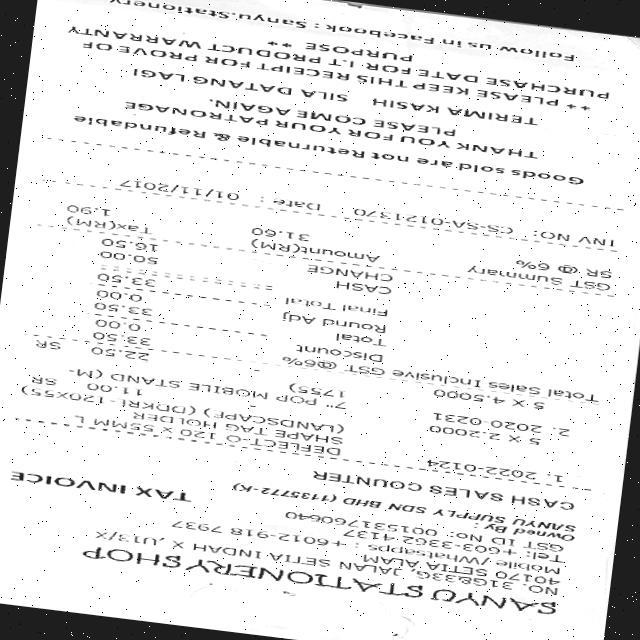 SANYU STATIONERY SHOP
NO. 31G&33G, JALAN SETIA INDAH X ,U13/X
40170 SETIA ALAM
Mobile /Whatsapps : +6012-918 7937
Tel: +603-3362 4137
GST ID No: 001531760640
Owned By :
SANYU SUPPLY SDN BHD (1135772-K)
TAX INVOICE
CASH SALES COUNTER
1. 2022-0124 DEFLECT-O 120 X 55MM L
SHAPE TAG HOLDER
(LANDSCAPE) (DDKRL-120X55)
5 X 2.2000 11.00 SR
2. 2020-0231 7" POP MOBILE STAND (M-
1755)
5 X 4.5000 22.50 SR
Total Sales Inclusive GST @6% 33.50
Discount 0.00
Total 33.50
Round Adj 0.00
Final Total 33.50
CASH 50.00
CHANGE 16.50
GST Summary Amount(RM) Tax(RM)
SR @ 6% 31.60 1.90
INV NO: CS-SA-0121370 Date : 01/11/2017
Goods sold are not Returnable & Refundable
THANK YOU FOR YOUR PATRONAGE
PLEASE COME AGAIN.
TERIMA KASIH SILA DATANG LAGI
** PLEASE KEEP THIS RECEIPT FOR PROVE OF
PURCHASE DATE FOR I.T PRODUCT WARRANTY
PURPOSE **
Follow us in Facebook : Sanyu.Stationery